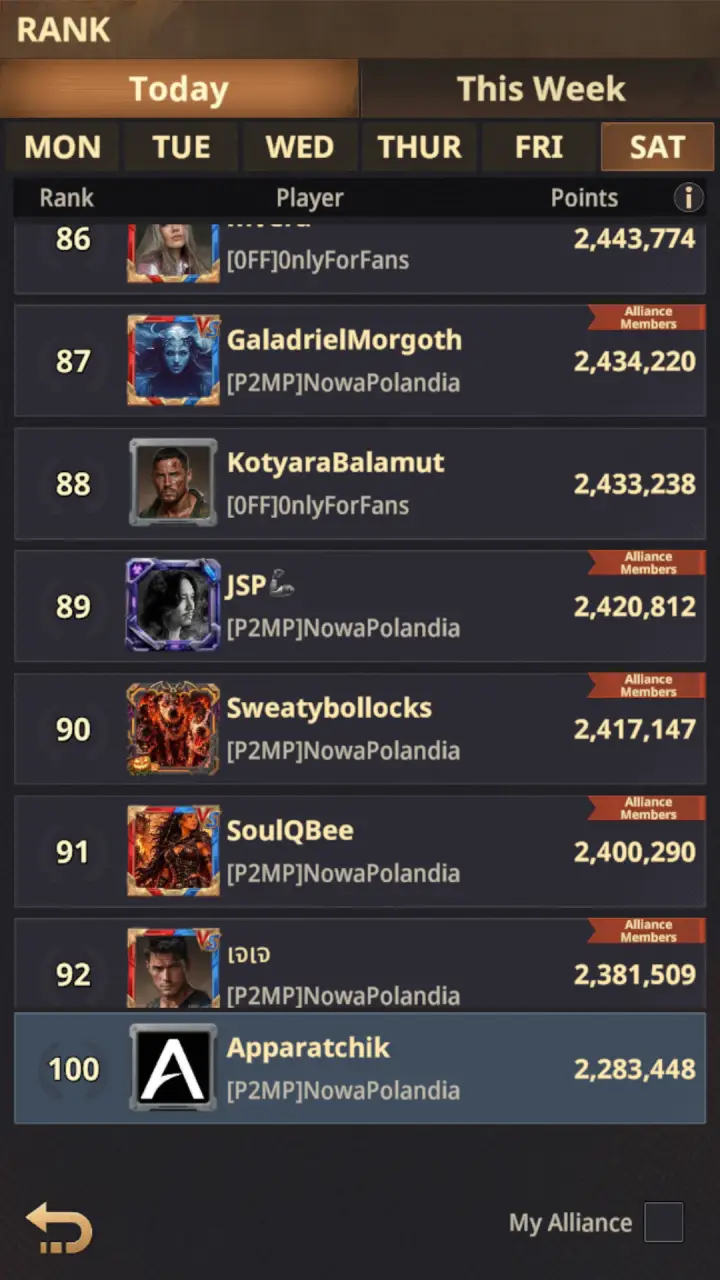 RANK
Today
This Week
MON
TUE
WED
THUR
FRI
SAT
Rank
Player
Points
86
[0FF]0nlyForFans
2,443,774
Alliance
Members
87
GaladrielMorgoth
[P2MP]NowaPolandia
2,434,220
88
KotyaraBalamut
[0FF]0nlyForFans
2,433,238
Alliance
Members
89
JSP💪
[P2MP]NowaPolandia
2,420,812
Alliance
Members
90
Sweatybollocks
[P2MP]NowaPolandia
2,417,147
Alliance
Members
91
SoulQBee
[P2MP]NowaPolandia
2,400,290
Alliance
Members
92
เจเจ
[P2MP]NowaPolandia
2,381,509
100
Apparatchik
[P2MP]NowaPolandia
2,283,448
My Alliance